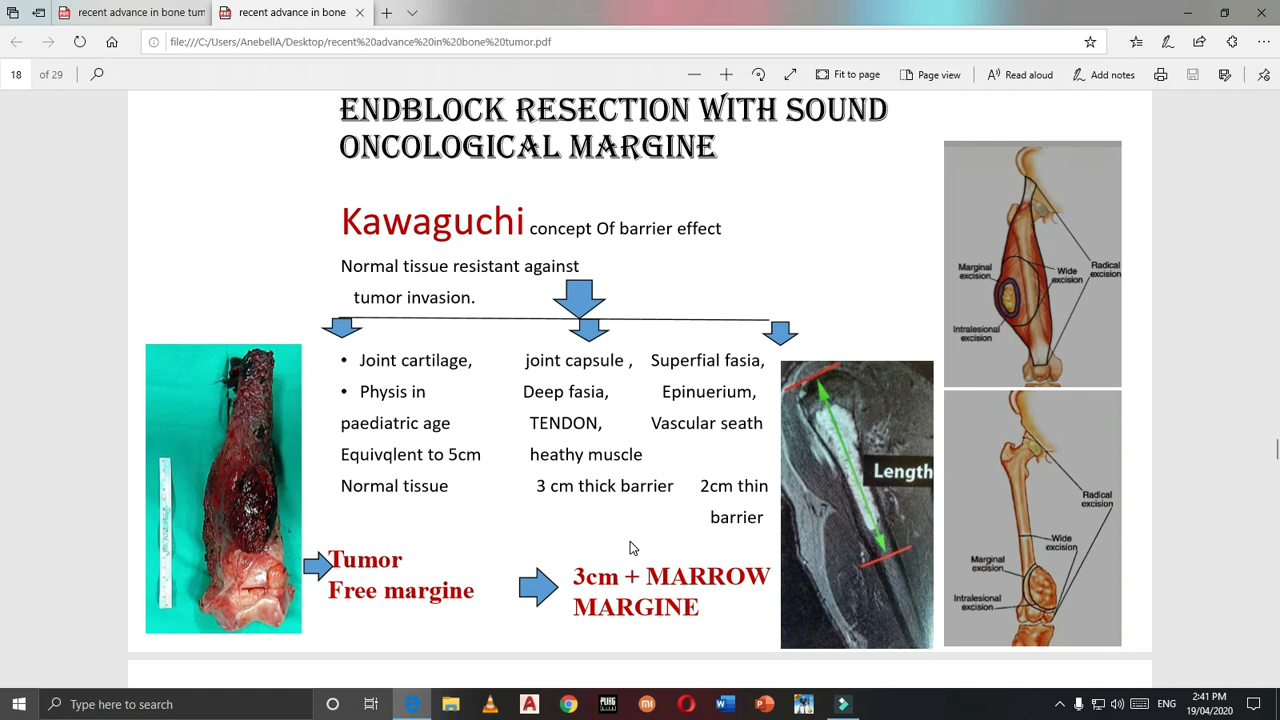 recent advance in bone tum
recent advance in bone
file:///C:/Users/AnebellA/Desktop/recent%20advance%20in%20bone%20tumor.pdf
18 of 29
Fit to page
Page view
Read aloud
Add notes
ENDBLOCK RESECTION WITH SOUND
ONCOLOGICAL MARGINE
Kawaguchi concept Of barrier effect
Normal tissue resistant against
tumor invasion.
• Joint cartilage, joint capsule , Superfial fasia,
• Physis in Deep fasia, Epinuerium,
paediatric age TENDON, Vascular seath
Equivqlent to 5cm heathy muscle
Normal tissue 3 cm thick barrier 2cm thin
barrier
Tumor
Free margine
3cm + MARROW
MARGINE
Length
Marginal
excision
Wide
excision
Radical
excision
Intralesional
excision
Radical
excision
Wide
excision
Marginal
excision
Intralesional
excision
Type here to search
ENG
2:41 PM
19/04/2020